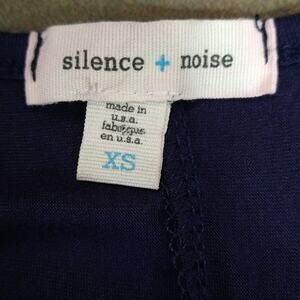 silence + noise
made in
u.s.a.
en u.s.a.
XS